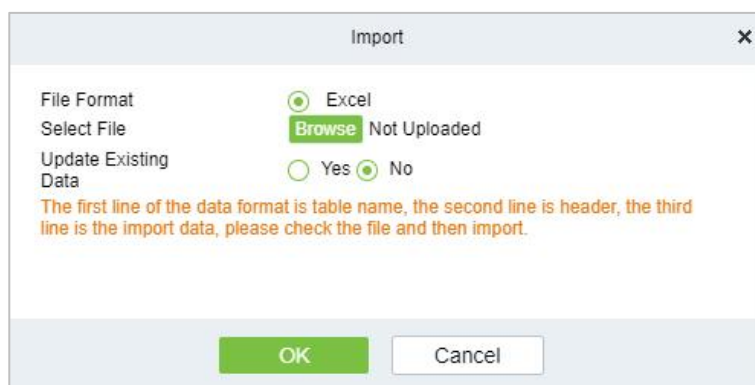 Import
File Format Excel
Select File Browse Not Uploaded
Update Existing
Data Yes No
The first line of the data format is table name, the second line is header, the third
line is the import data, please check the file and then import.
OK Cancel